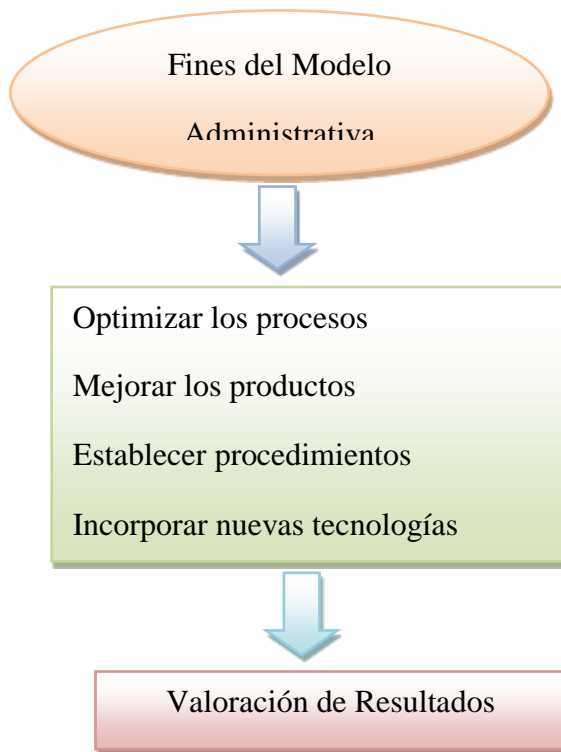 Fines del Modelo
Administrativa
Optimizar los procesos
Mejorar los productos
Establecer procedimientos
Incorporar nuevas tecnologías
Valoración de Resultados